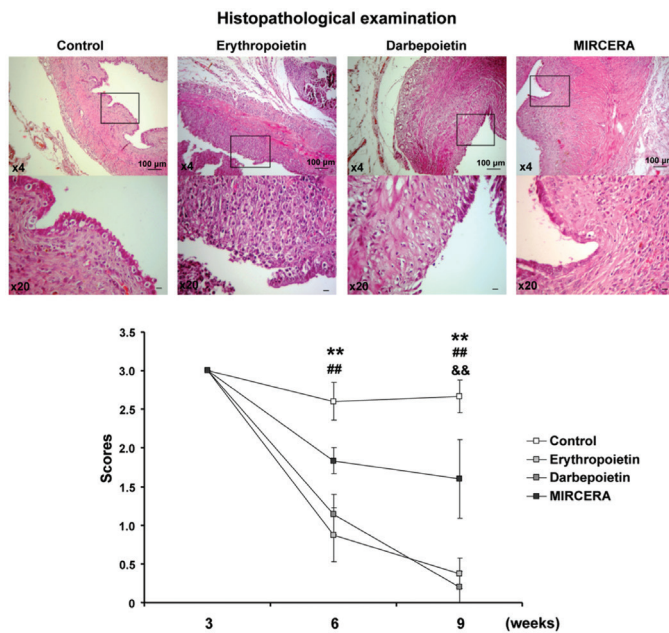 Histopathological examination
Control Erythropoietin Darbepoietin MIRCERA
x4 100 µm x4 100 µm x4 100 µm x4 100 µm
x20 x20 x20 x20
3.5
3.0
2.5
2.0
1.5
1.0
0.5
0
Scores
**
##
**
##
&&
3 6 9 (weeks)
Control
Erythropoietin
Darbepoietin
MIRCERA